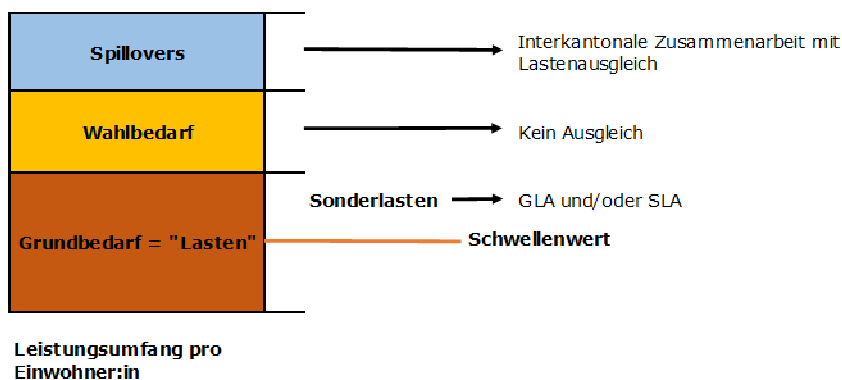 Spillovers
Interkantonale Zusammenarbeit mit
Lastenausgleich
Wahlbedarf
Kein Ausgleich
Sonderlasten
GLA und/oder SLA
Grundbedarf = "Lasten"
Schwellenwert
Leistungsumfang pro
Einwohner:in